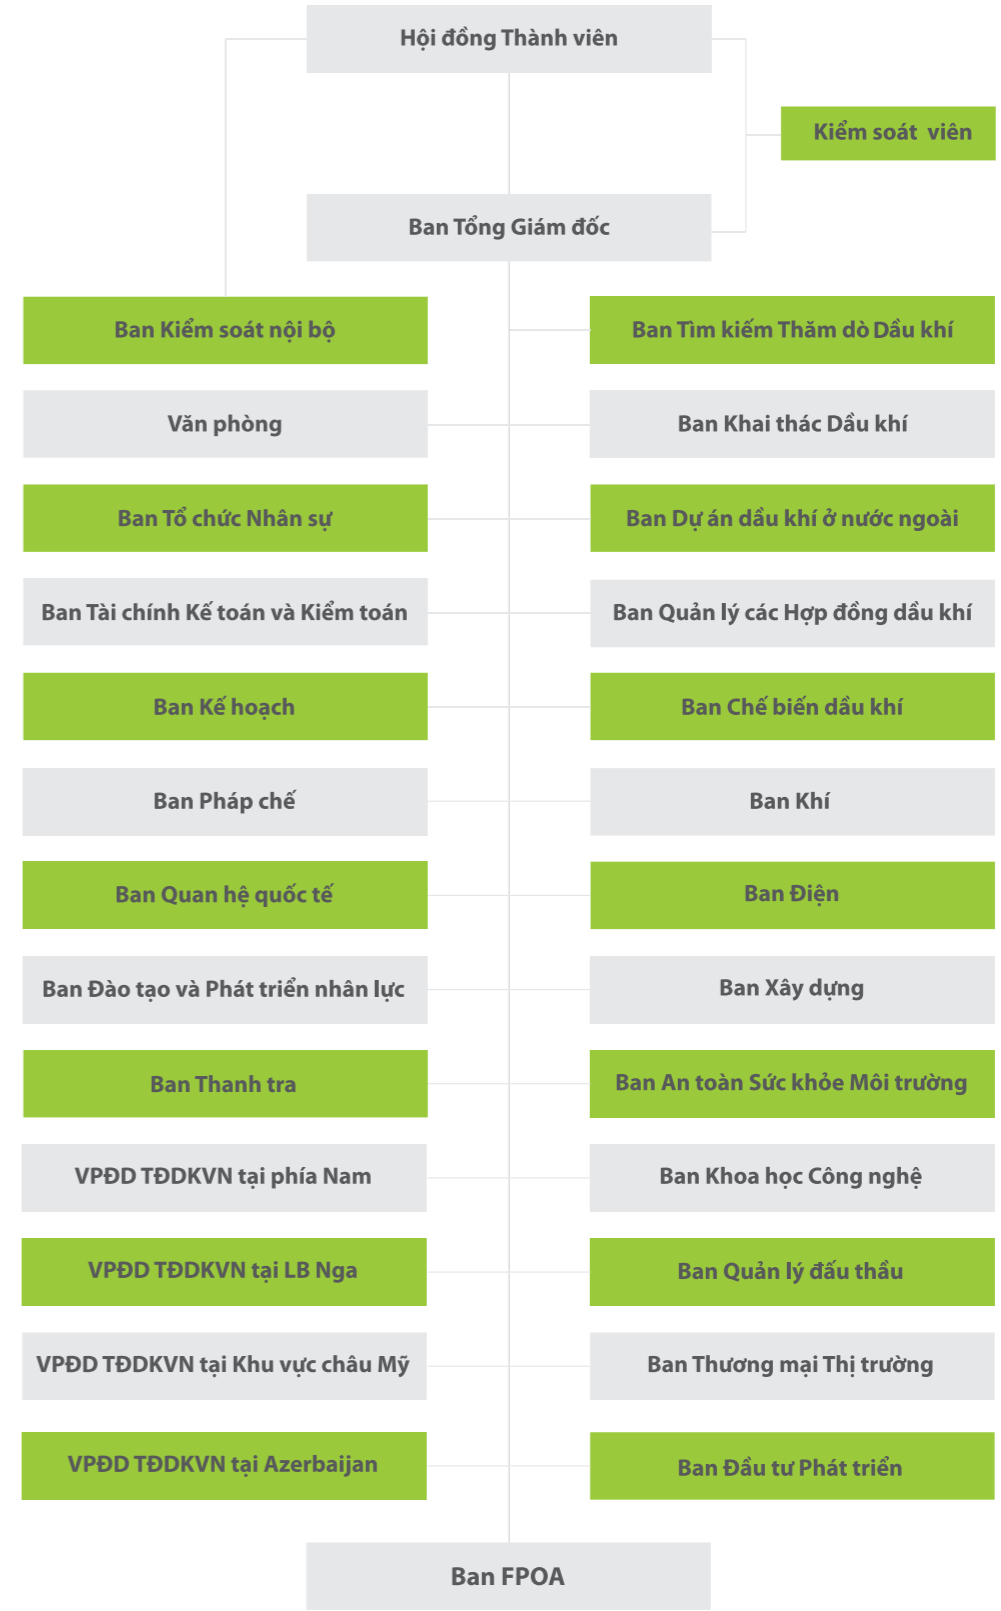 Hội đồng Thành viên
Kiểm soát viên
Ban Tổng Giám đốc
Ban Kiểm soát nội bộ
Ban Tìm kiếm Thăm dò Dầu khí
Văn phòng
Ban Khai thác Dầu khí
Ban Tổ chức Nhân sự
Ban Dự án dầu khí ở nước ngoài
Ban Tài chính Kế toán và Kiểm toán
Ban Quản lý các Hợp đồng dầu khí
Ban Kế hoạch
Ban Chế biến dầu khí
Ban Pháp chế
Ban Khí
Ban Quan hệ quốc tế
Ban Điện
Ban Đào tạo và Phát triển nhân lực
Ban Xây dựng
Ban Thanh tra
Ban An toàn Sức khỏe Môi trường
VPĐD TĐDKVN tại phía Nam
Ban Khoa học Công nghệ
VPĐD TĐDKVN tại LB Nga
Ban Quản lý đấu thầu
VPĐD TĐDKVN tại Khu vực châu Mỹ
Ban Thương mại Thị trường
VPĐD TĐDKVN tại Azerbaijan
Ban Đầu tư Phát triển
Ban FPOA